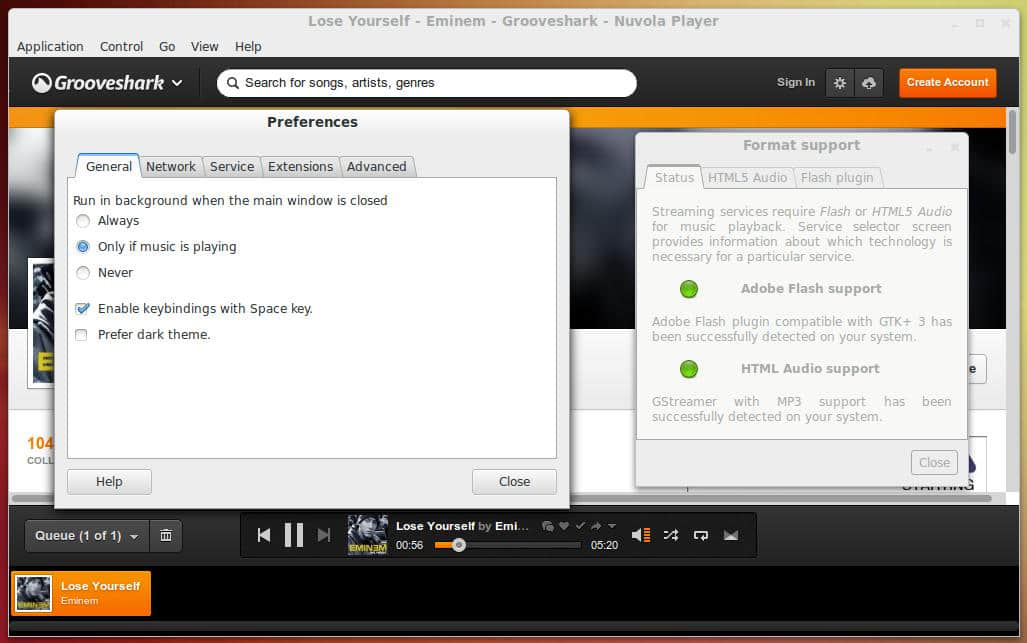 Lose Yourself - Eminem - Grooveshark - Nuvola Player
Application Control Go View Help
Grooveshark
Search for songs, artists, genres
Sign In
Create Account
Preferences
General Network Service Extensions Advanced
Run in background when the main window is closed
Always
Only if music is playing
Never
Enable keybindings with Space key.
Prefer dark theme.
Help
Close
Format support
Status HTML5 Audio Flash plugin
Streaming services require Flash or HTML5 Audio
for music playback. Service selector screen
provides information about which technology is
necessary for a particular service.
Adobe Flash support
Adobe Flash plugin compatible with GTK+ 3 has
been successfully detected on your system.
HTML Audio support
GStreamer with MP3 support has been
successfully detected on your system.
Close
e
104
COLL
STARTING
Queue (1 of 1)
EMINEM
Lose Yourself by Emi...
00:56
05:20
EMINEM
Lose Yourself
Eminem